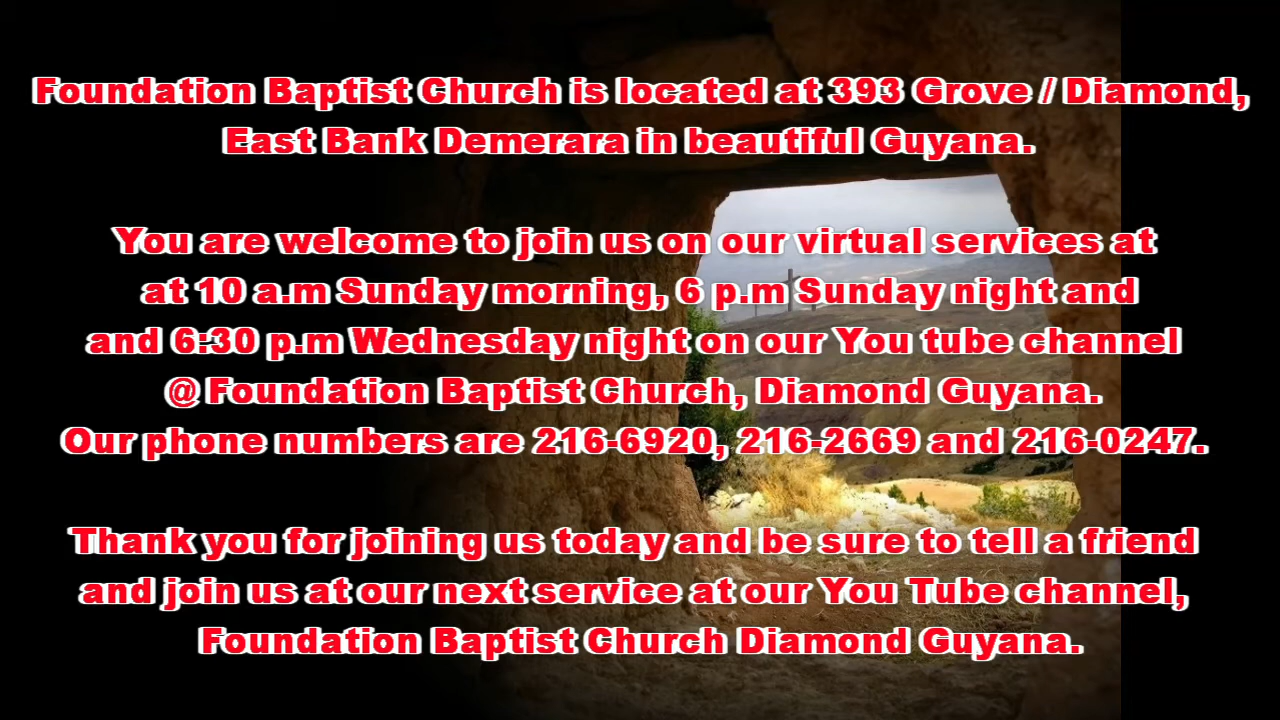 Foundation Baptist Church is located at 393 Grove / Diamond,
East Bank Demerara in beautiful Guyana.
You are welcome to join us on our virtual services at
at 10 a.m Sunday morning, 6 p.m Sunday night and
and 6:30 p.m Wednesday night on our You tube channel
@ Foundation Baptist Church, Diamond Guyana.
Our phone numbers are 216-6920, 216-2669 and 216-0247.
Thank you for joining us today and be sure to tell a friend
and join us at our next service at our You Tube channel,
Foundation Baptist Church Diamond Guyana.